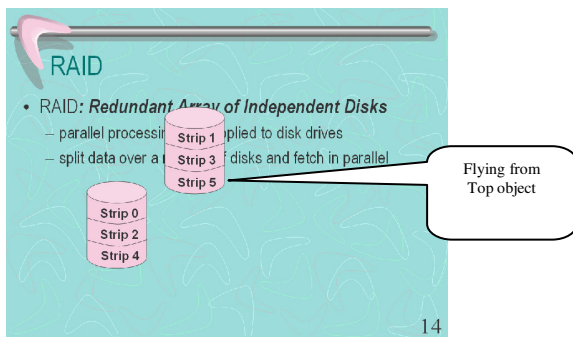 RAID
• RAID: Redundant Array of Independent Disks
– parallel processin pplied to disk drives
– split data over a f disks and fetch in parallel
Strip 1
Strip 3
Strip 5
Strip 0
Strip 2
Strip 4
Flying from
Top object
14